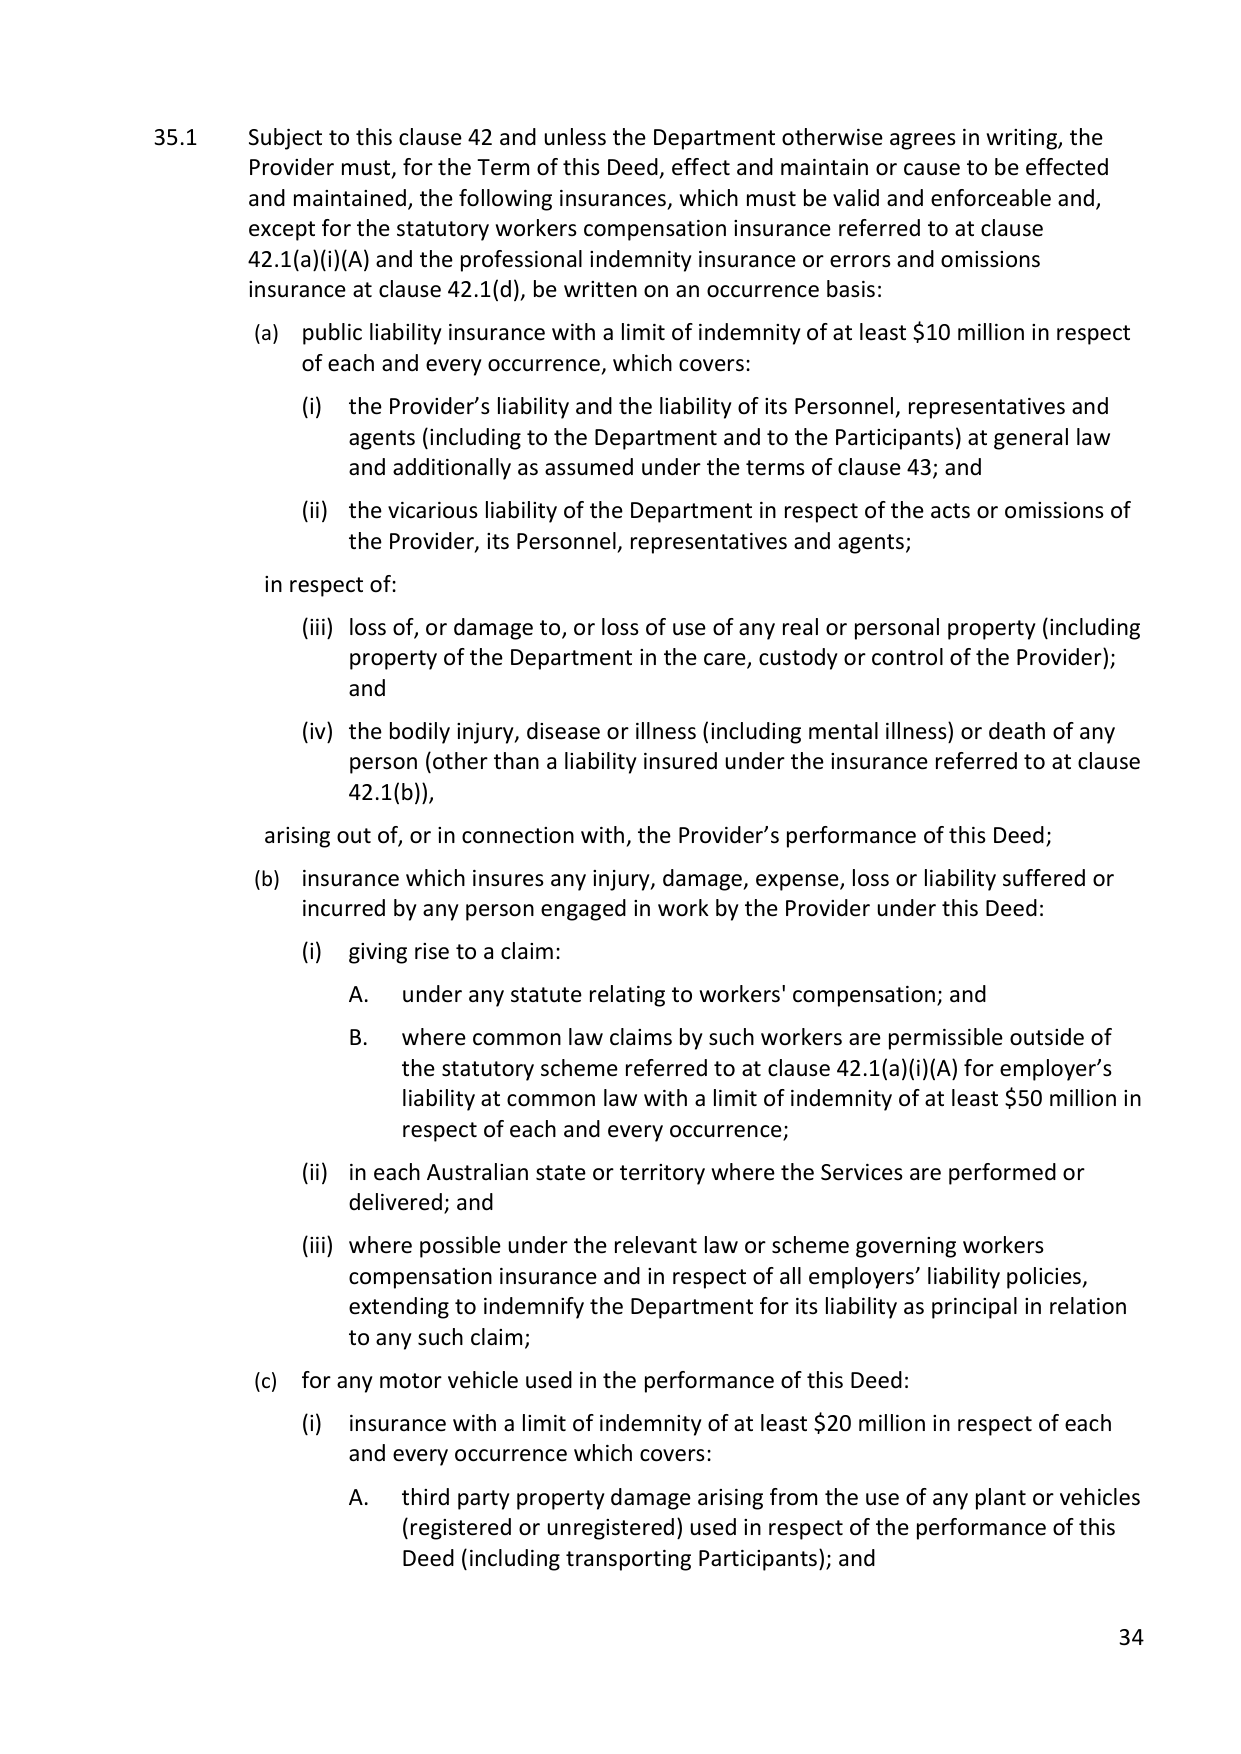 35.1 Subject to this clause 42 and unless the Department otherwise agrees in writing, the
Provider must, for the Term of this Deed, effect and maintain or cause to be effected
and maintained, the following insurances, which must be valid and enforceable and,
except for the statutory workers compensation insurance referred to at clause
42.1(a)(i)(A) and the professional indemnity insurance or errors and omissions
insurance at clause 42.1(d), be written on an occurrence basis:
(a) public liability insurance with a limit of indemnity of at least $10 million in respect
of each and every occurrence, which covers:
(i) the Provider’s liability and the liability of its Personnel, representatives and
agents (including to the Department and to the Participants) at general law
and additionally as assumed under the terms of clause 43; and
(ii) the vicarious liability of the Department in respect of the acts or omissions of
the Provider, its Personnel, representatives and agents;
in respect of:
(iii) loss of, or damage to, or loss of use of any real or personal property (including
property of the Department in the care, custody or control of the Provider);
and
(iv) the bodily injury, disease or illness (including mental illness) or death of any
person (other than a liability insured under the insurance referred to at clause
42.1(b)),
arising out of, or in connection with, the Provider’s performance of this Deed;
(b) insurance which insures any injury, damage, expense, loss or liability suffered or
incurred by any person engaged in work by the Provider under this Deed:
(i) giving rise to a claim:
A. under any statute relating to workers' compensation; and
B. where common law claims by such workers are permissible outside of
the statutory scheme referred to at clause 42.1(a)(i)(A) for employer’s
liability at common law with a limit of indemnity of at least $50 million in
respect of each and every occurrence;
(ii) in each Australian state or territory where the Services are performed or
delivered; and
(iii) where possible under the relevant law or scheme governing workers
compensation insurance and in respect of all employers’ liability policies,
extending to indemnify the Department for its liability as principal in relation
to any such claim;
(c) for any motor vehicle used in the performance of this Deed:
(i) insurance with a limit of indemnity of at least $20 million in respect of each
and every occurrence which covers:
A. third party property damage arising from the use of any plant or vehicles
(registered or unregistered) used in respect of the performance of this
Deed (including transporting Participants); and
34